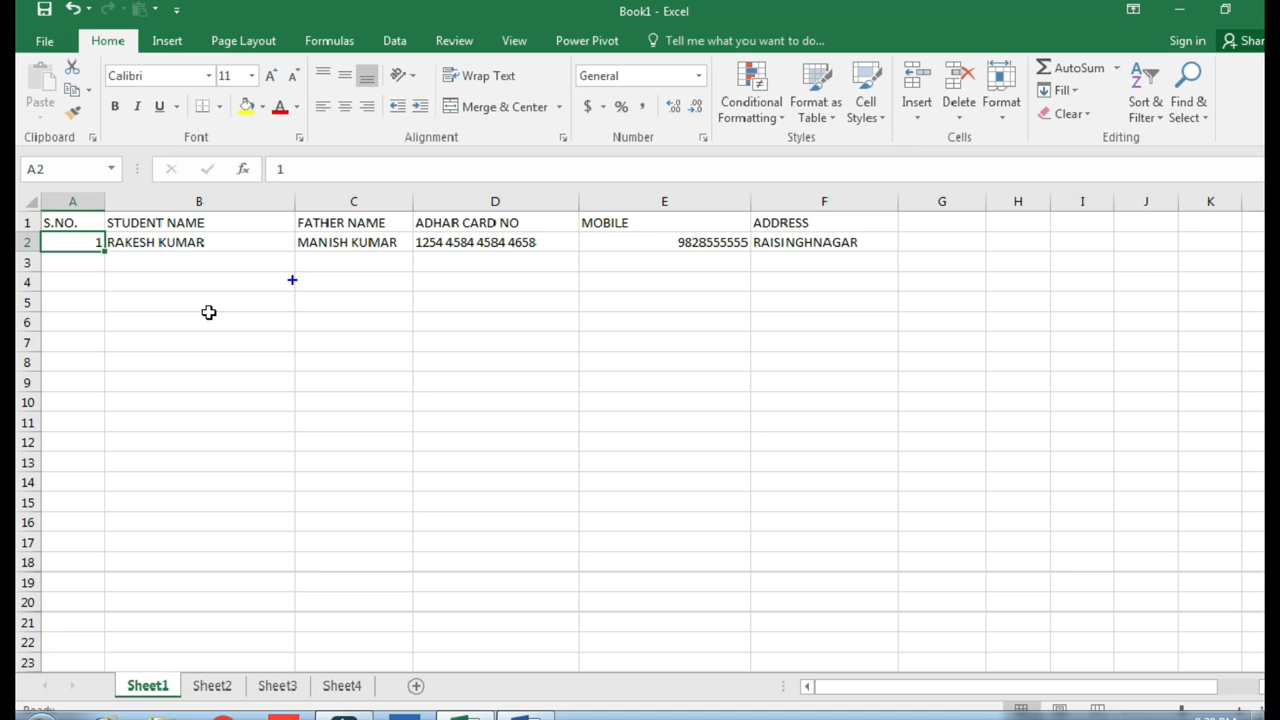 Book1 - Excel
File Home Insert Page Layout Formulas Data Review View Power Pivot Tell me what you want to do... Sign in Shar
Paste
Calibri 11
B I U A
Wrap Text
Merge & Center
General
$ % ,
Conditional Formatting
Format as Table
Cell Styles
Insert Delete Format
AutoSum
Fill
Clear
Sort & Filter
Find & Select
Clipboard Font Alignment Number Styles Cells Editing
A2 fx 1
A B C D E F G H I J K
1 S.NO. STUDENT NAME FATHER NAME ADHAR CARD NO MOBILE ADDRESS
2 1 RAKESH KUMAR MANISH KUMAR 1254 4584 4584 4658 9828555555 RAISINGHNAGAR
3
4
5
6
7
8
9
10
11
12
13
14
15
16
17
18
19
20
21
22
23
Sheet1 Sheet2 Sheet3 Sheet4
Ready